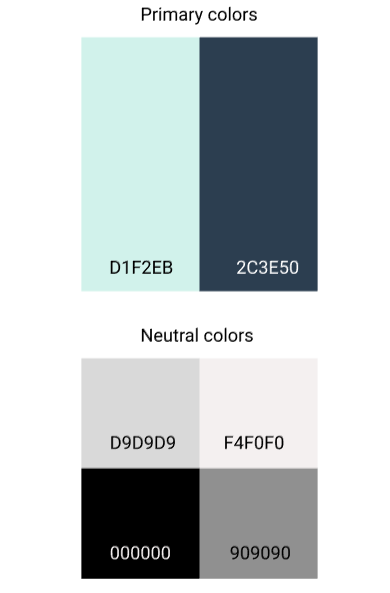 Primary colors
D1F2EB
2C3E50
Neutral colors
D9D9D9
F4F0F0
000000
909090